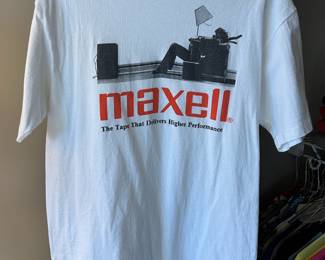 maxell®
The Tape That Delivers Higher Performance